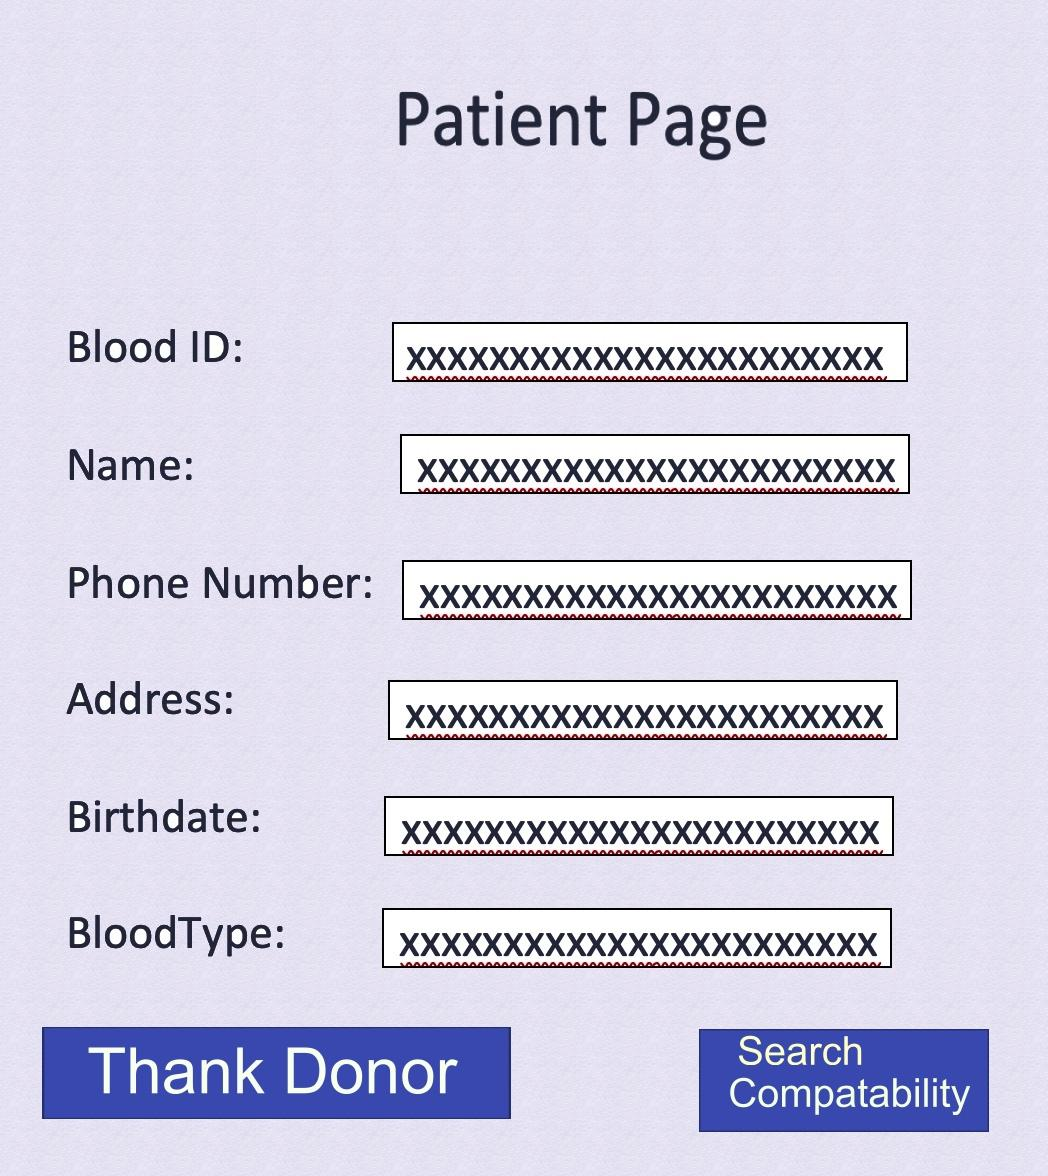 Patient Page
Blood ID: xxxxxxxxxxxxxxxxxxxxxxx
Name: xxxxxxxxxxxxxxxxxxxxxxx
Phone Number: xxxxxxxxxxxxxxxxxxxxxxx
Address: xxxxxxxxxxxxxxxxxxxxxxx
Birthdate: xxxxxxxxxxxxxxxxxxxxxxx
BloodType: xxxxxxxxxxxxxxxxxxxxxxx
Thank Donor
Search
Compatability